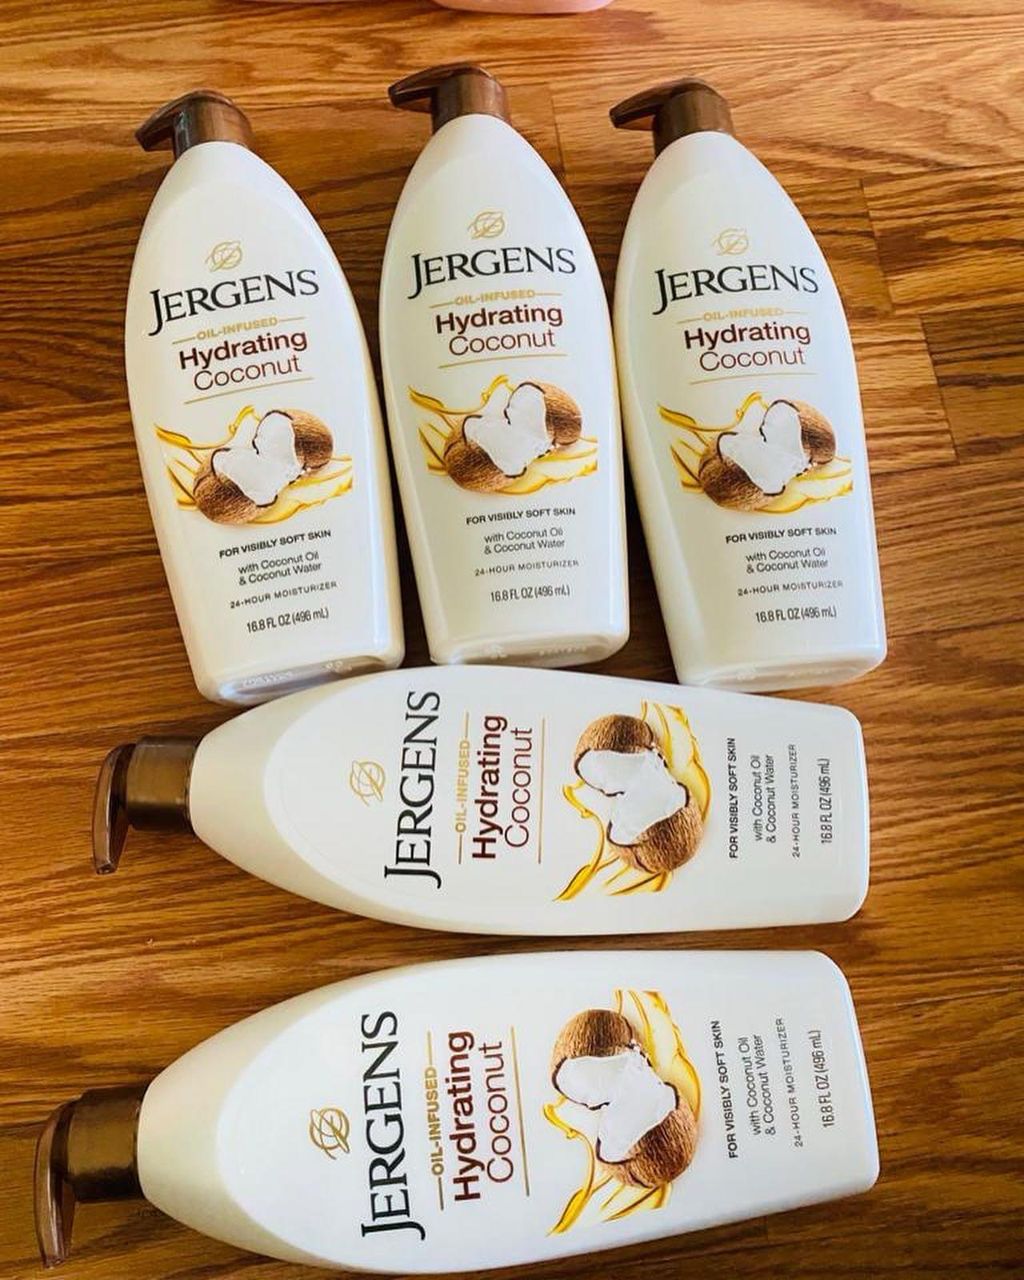 JERGENS
OIL-INFUSED
Hydrating
Coconut
FOR VISIBLY SOFT SKIN
with Coconut Oil
& Coconut Water
24-HOUR MOISTURIZER
16.8 FL OZ (496 mL)
JERGENS
OIL-INFUSED
Hydrating
Coconut
FOR VISIBLY SOFT SKIN
with Coconut Oil
& Coconut Water
24-HOUR MOISTURIZER
16.8 FL OZ (496 mL)
JERGENS
OIL-INFUSED
Hydrating
Coconut
FOR VISIBLY SOFT SKIN
with Coconut Oil
& Coconut Water
24-HOUR MOISTURIZER
16.8 FL OZ (496 mL)
JERGENS
OIL-INFUSED
Hydrating
Coconut
FOR VISIBLY SOFT SKIN
with Coconut Oil
& Coconut Water
24-HOUR MOISTURIZER
16.8 FL OZ (496 mL)
JERGENS
OIL-INFUSED
Hydrating
Coconut
FOR VISIBLY SOFT SKIN
with Coconut Oil
& Coconut Water
24-HOUR MOISTURIZER
16.8 FL OZ (496 mL)